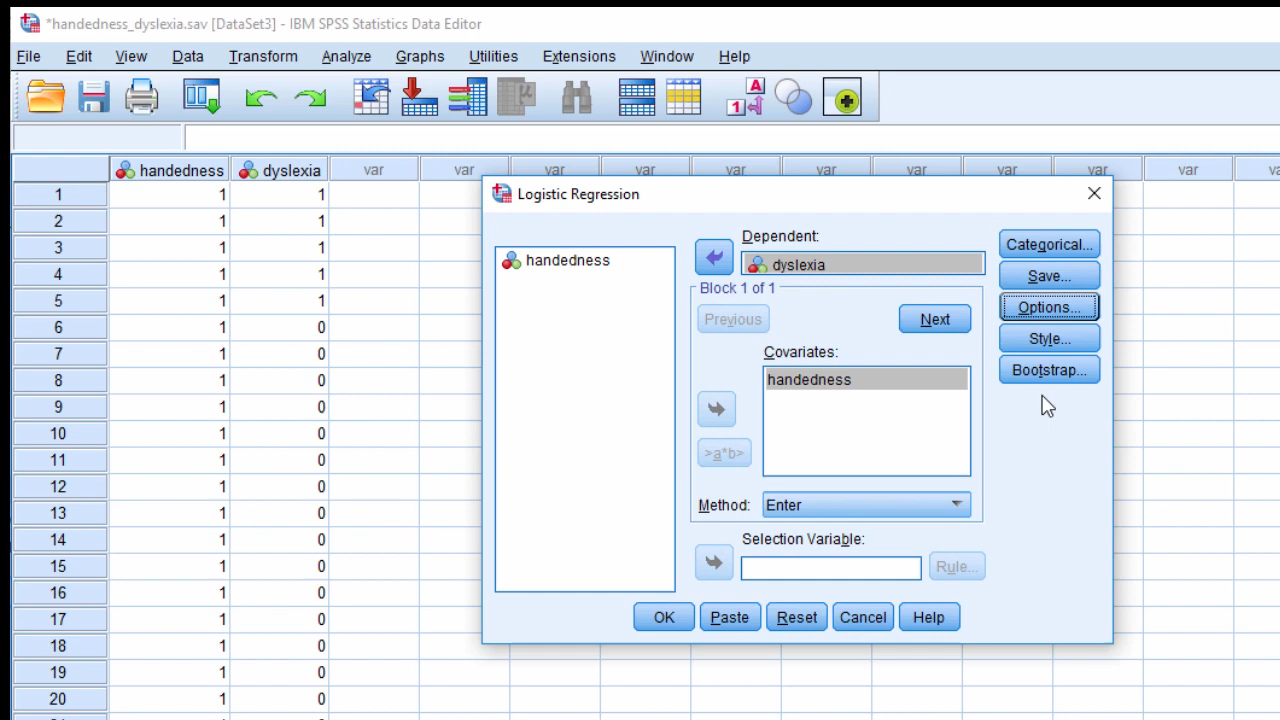 *handedness_dyslexia.sav [DataSet3] - IBM SPSS Statistics Data Editor
File Edit View Data Transform Analyze Graphs Utilities Extensions Window Help
A
1
handedness dyslexia var var var var var var var var var var
1 1 1
2 1 1
3 1 1
4 1 1
5 1 1
6 1 0
7 1 0
8 1 0
9 1 0
10 1 0
11 1 0
12 1 0
13 1 0
14 1 0
15 1 0
16 1 0
17 1 0
18 1 0
19 1 0
20 1 0
Logistic Regression
handedness
Dependent:
dyslexia
Block 1 of 1
Previous Next
Covariates:
handedness
>a*b>
Method: Enter
Selection Variable:
Rule...
Categorical...
Save...
Options...
Style...
Bootstrap...
OK Paste Reset Cancel Help